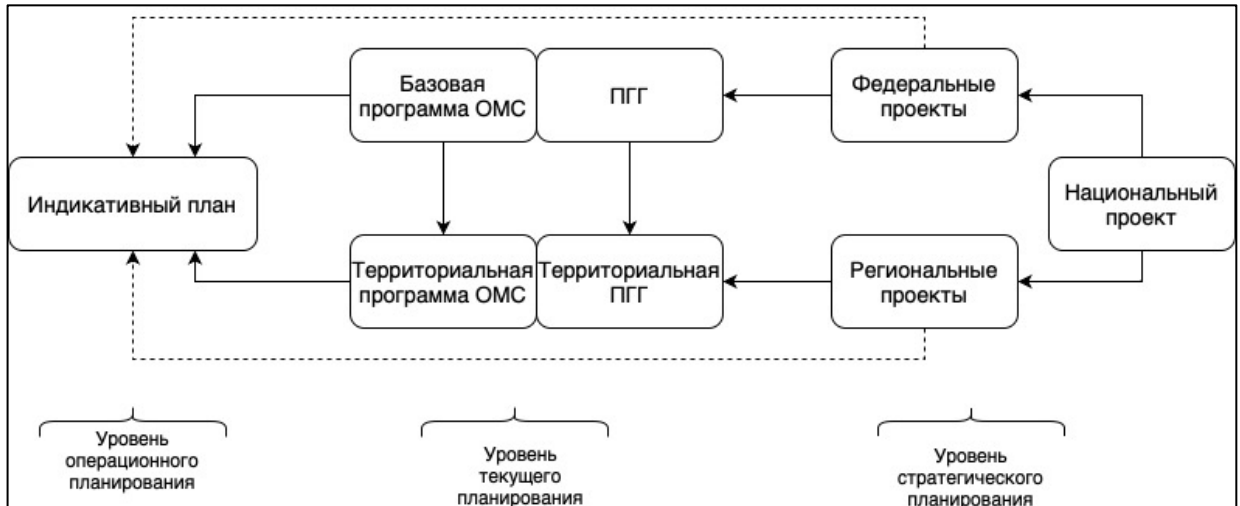 Базовая
программа ОМС
ПГГ
Федеральные
проекты
Индикативный план
Национальный
проект
Территориальная
программа ОМС
Территориальная
ПГГ
Региональные
проекты
Уровень
операционного
планирования
Уровень
текущего
планирования
Уровень
стратегического
планирования